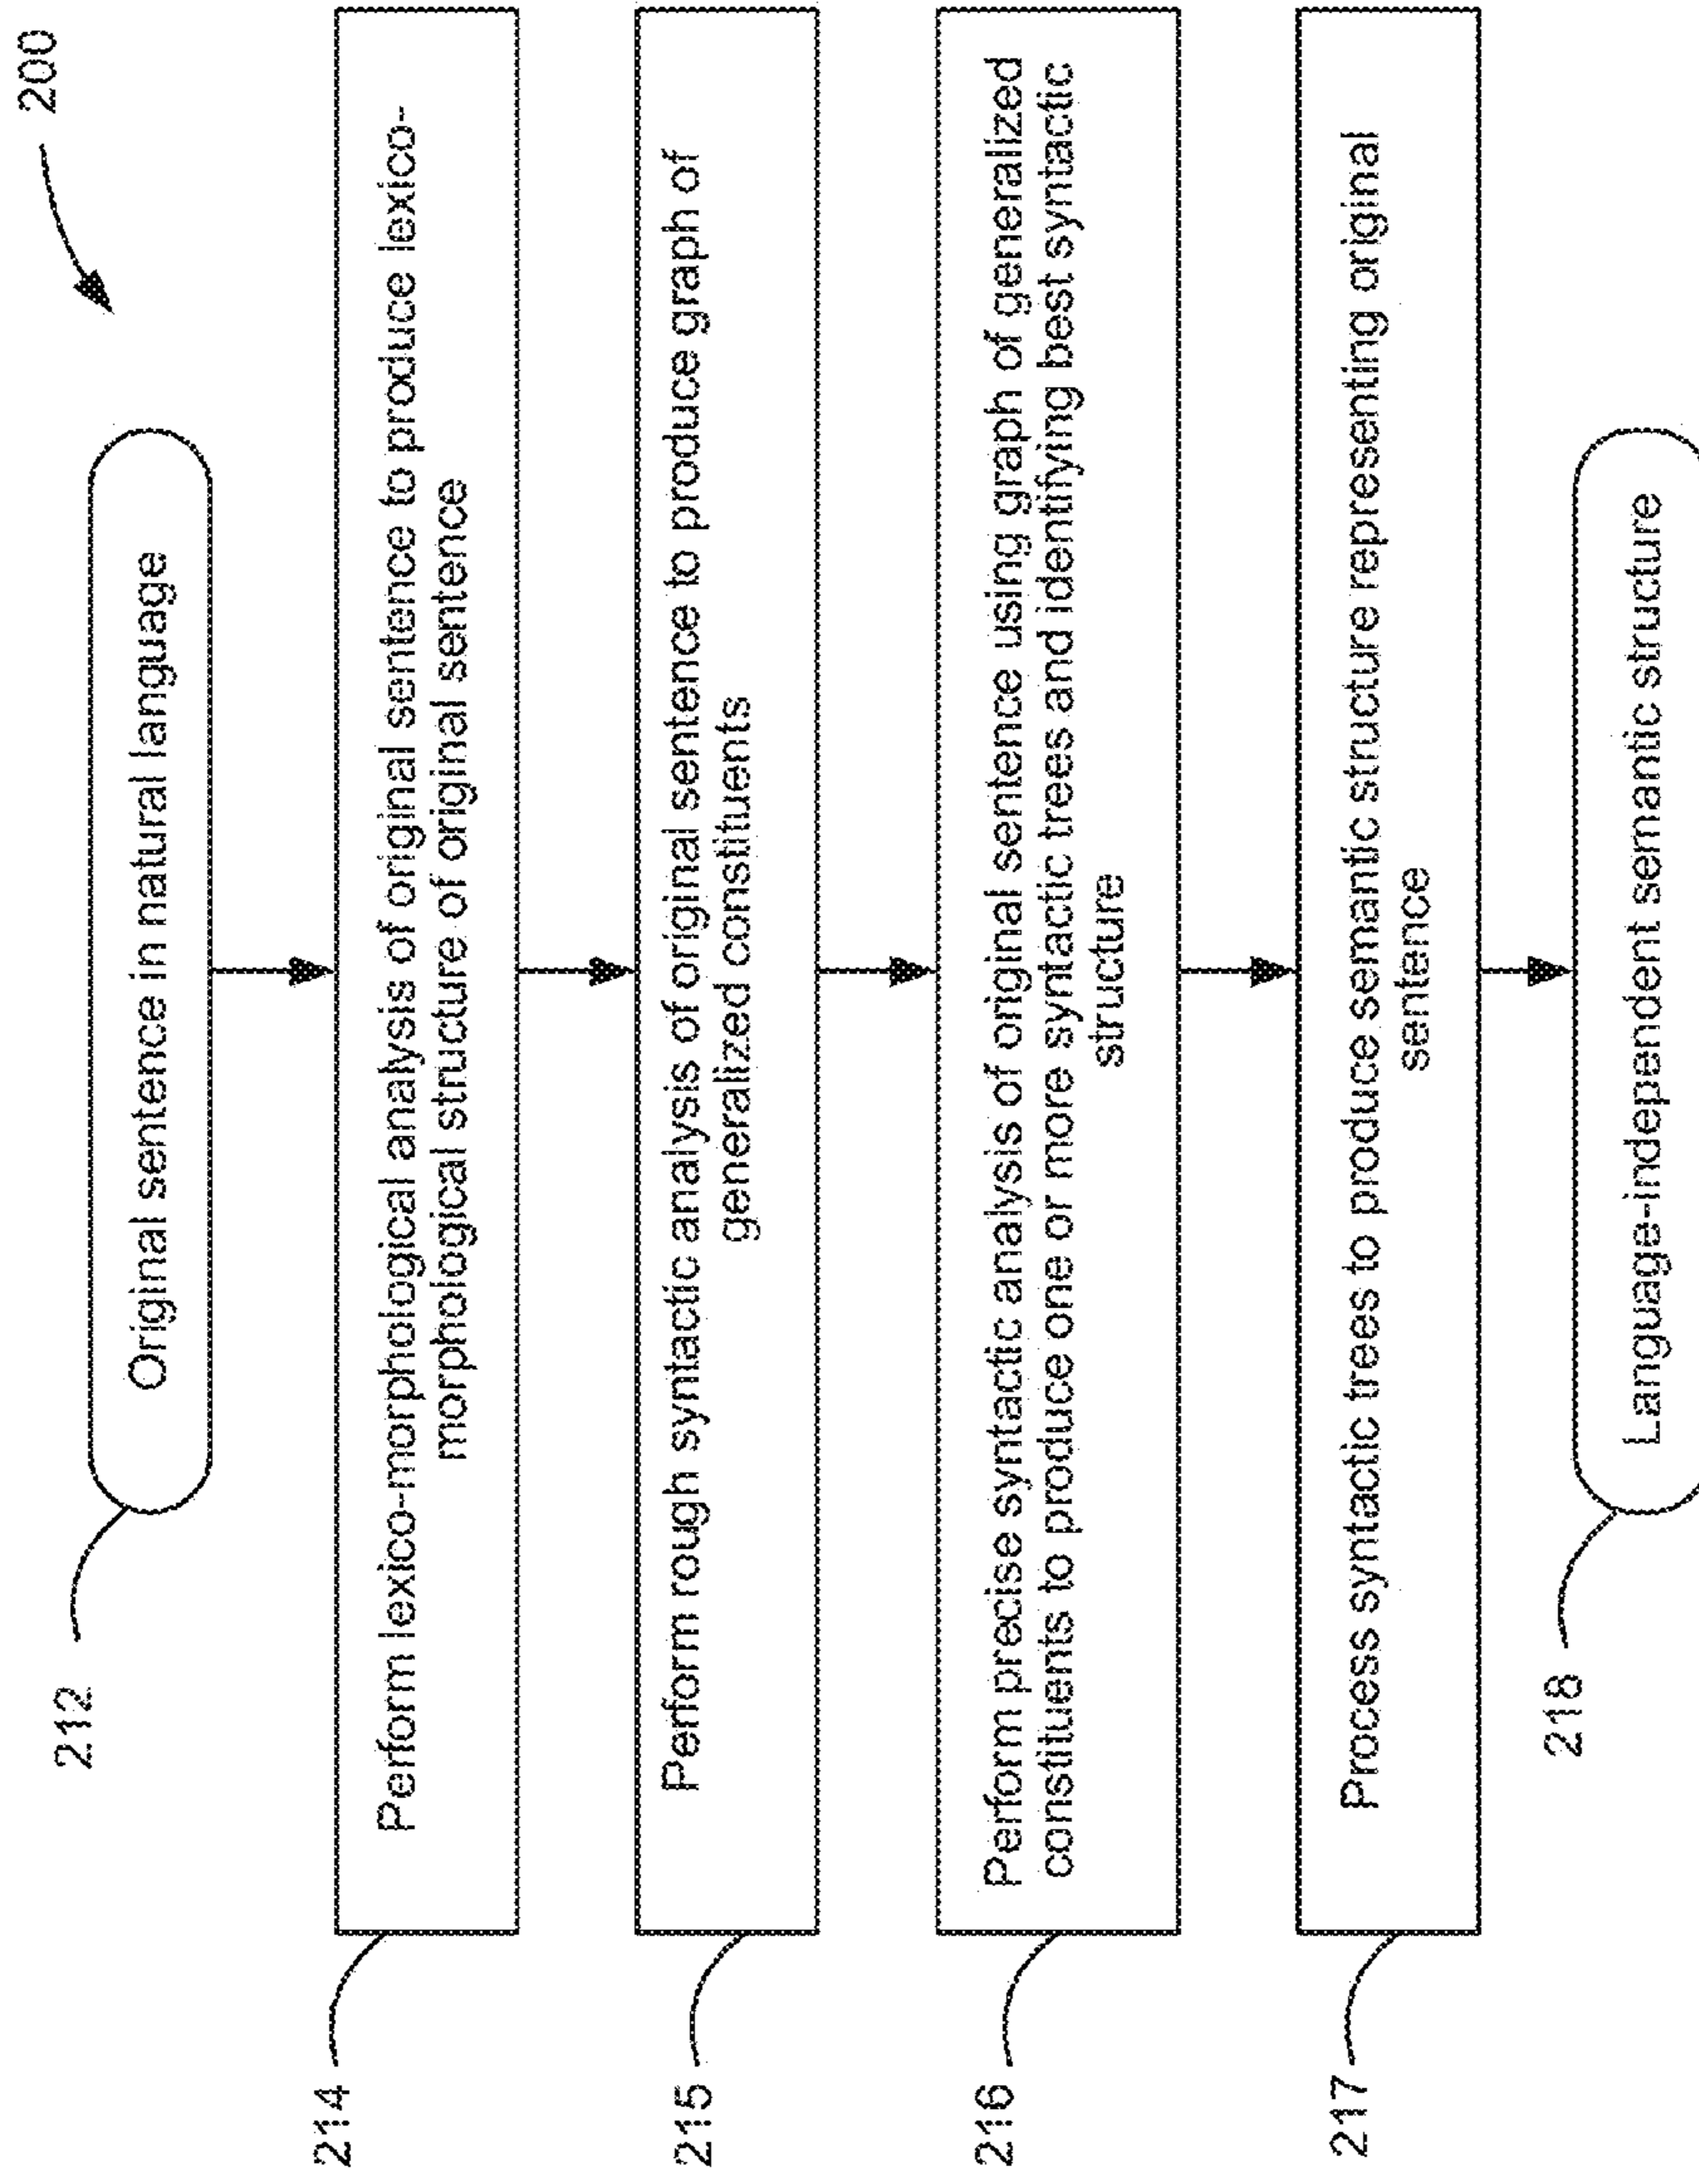 200
212
Original sentence in natural language
214
Perform lexico-morphological analysis of original sentence to produce lexico-
morphological structure of original sentence
215
Perform rough syntactic analysis of original sentence to produce graph of
generalized constituents
216
Perform precise syntactic analysis of original sentence using graph of generalized
constituents to produce one or more syntactic trees and identifying best syntactic
structure
217
Process syntactic trees to produce semantic structure representing original
sentence
218
Language-independent semantic structure